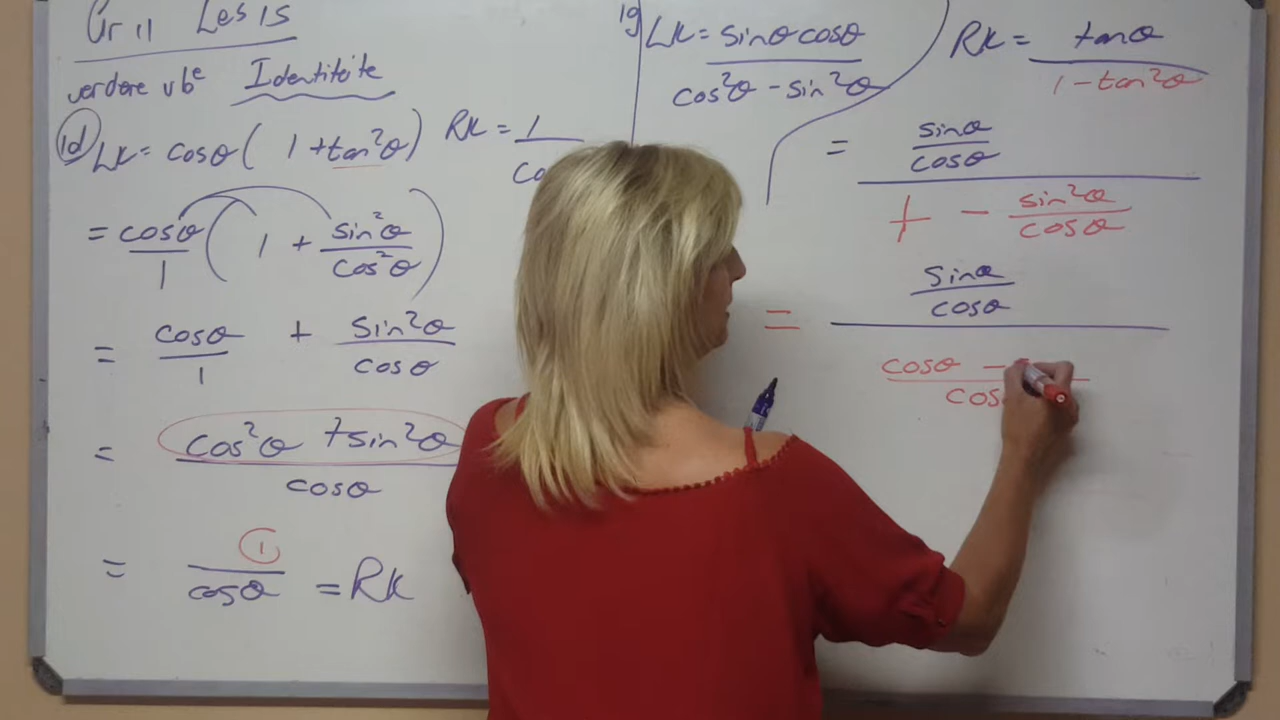 Gr 11 Les 15
verdere vbe Identiteite
1d) LK = cosθ ( 1 + tan²θ ) RK = 1
= cosθ/1 ( 1 + sin²θ/cos²θ )
= cosθ/1 + sin²θ/cosθ
= cos²θ + sin²θ / cosθ
= 1/cosθ = RK
1g LK = sinθ cosθ / cos²θ - sin²θ
RK = tanθ / 1 - tan²θ
= sinθ/cosθ
1 - sin²θ/cosθ
= sinθ/cosθ
cosθ -
cos